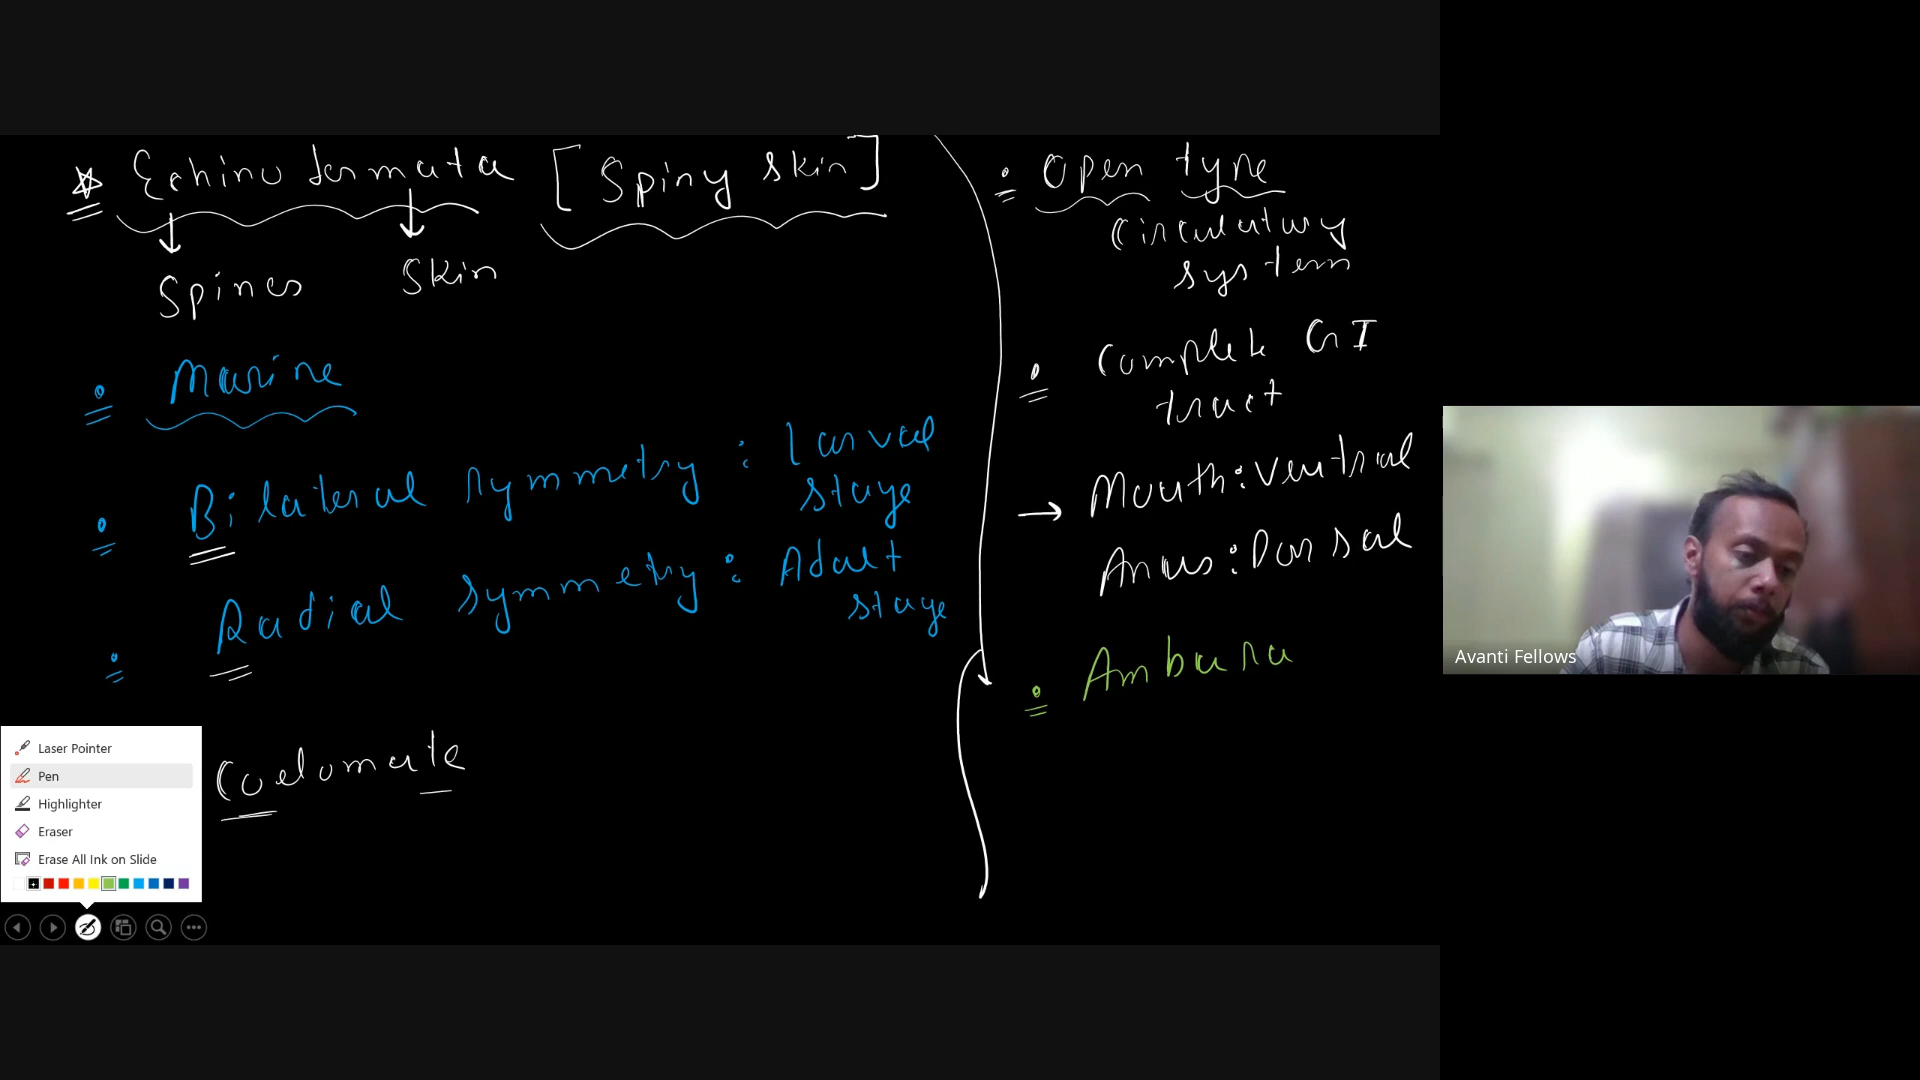 Echinodermata [Spiny skin]
Spines Skin
Marine
Bilateral symmetry : Larval stage
Radial symmetry : Adult stage
Coelomate
Open type
Circulatory
system
Complete GI
tract
→ Mouth : Ventral
Anus : Dorsal
Ambura
Laser Pointer
Pen
Highlighter
Eraser
Erase All Ink on Slide
Avanti Fellows